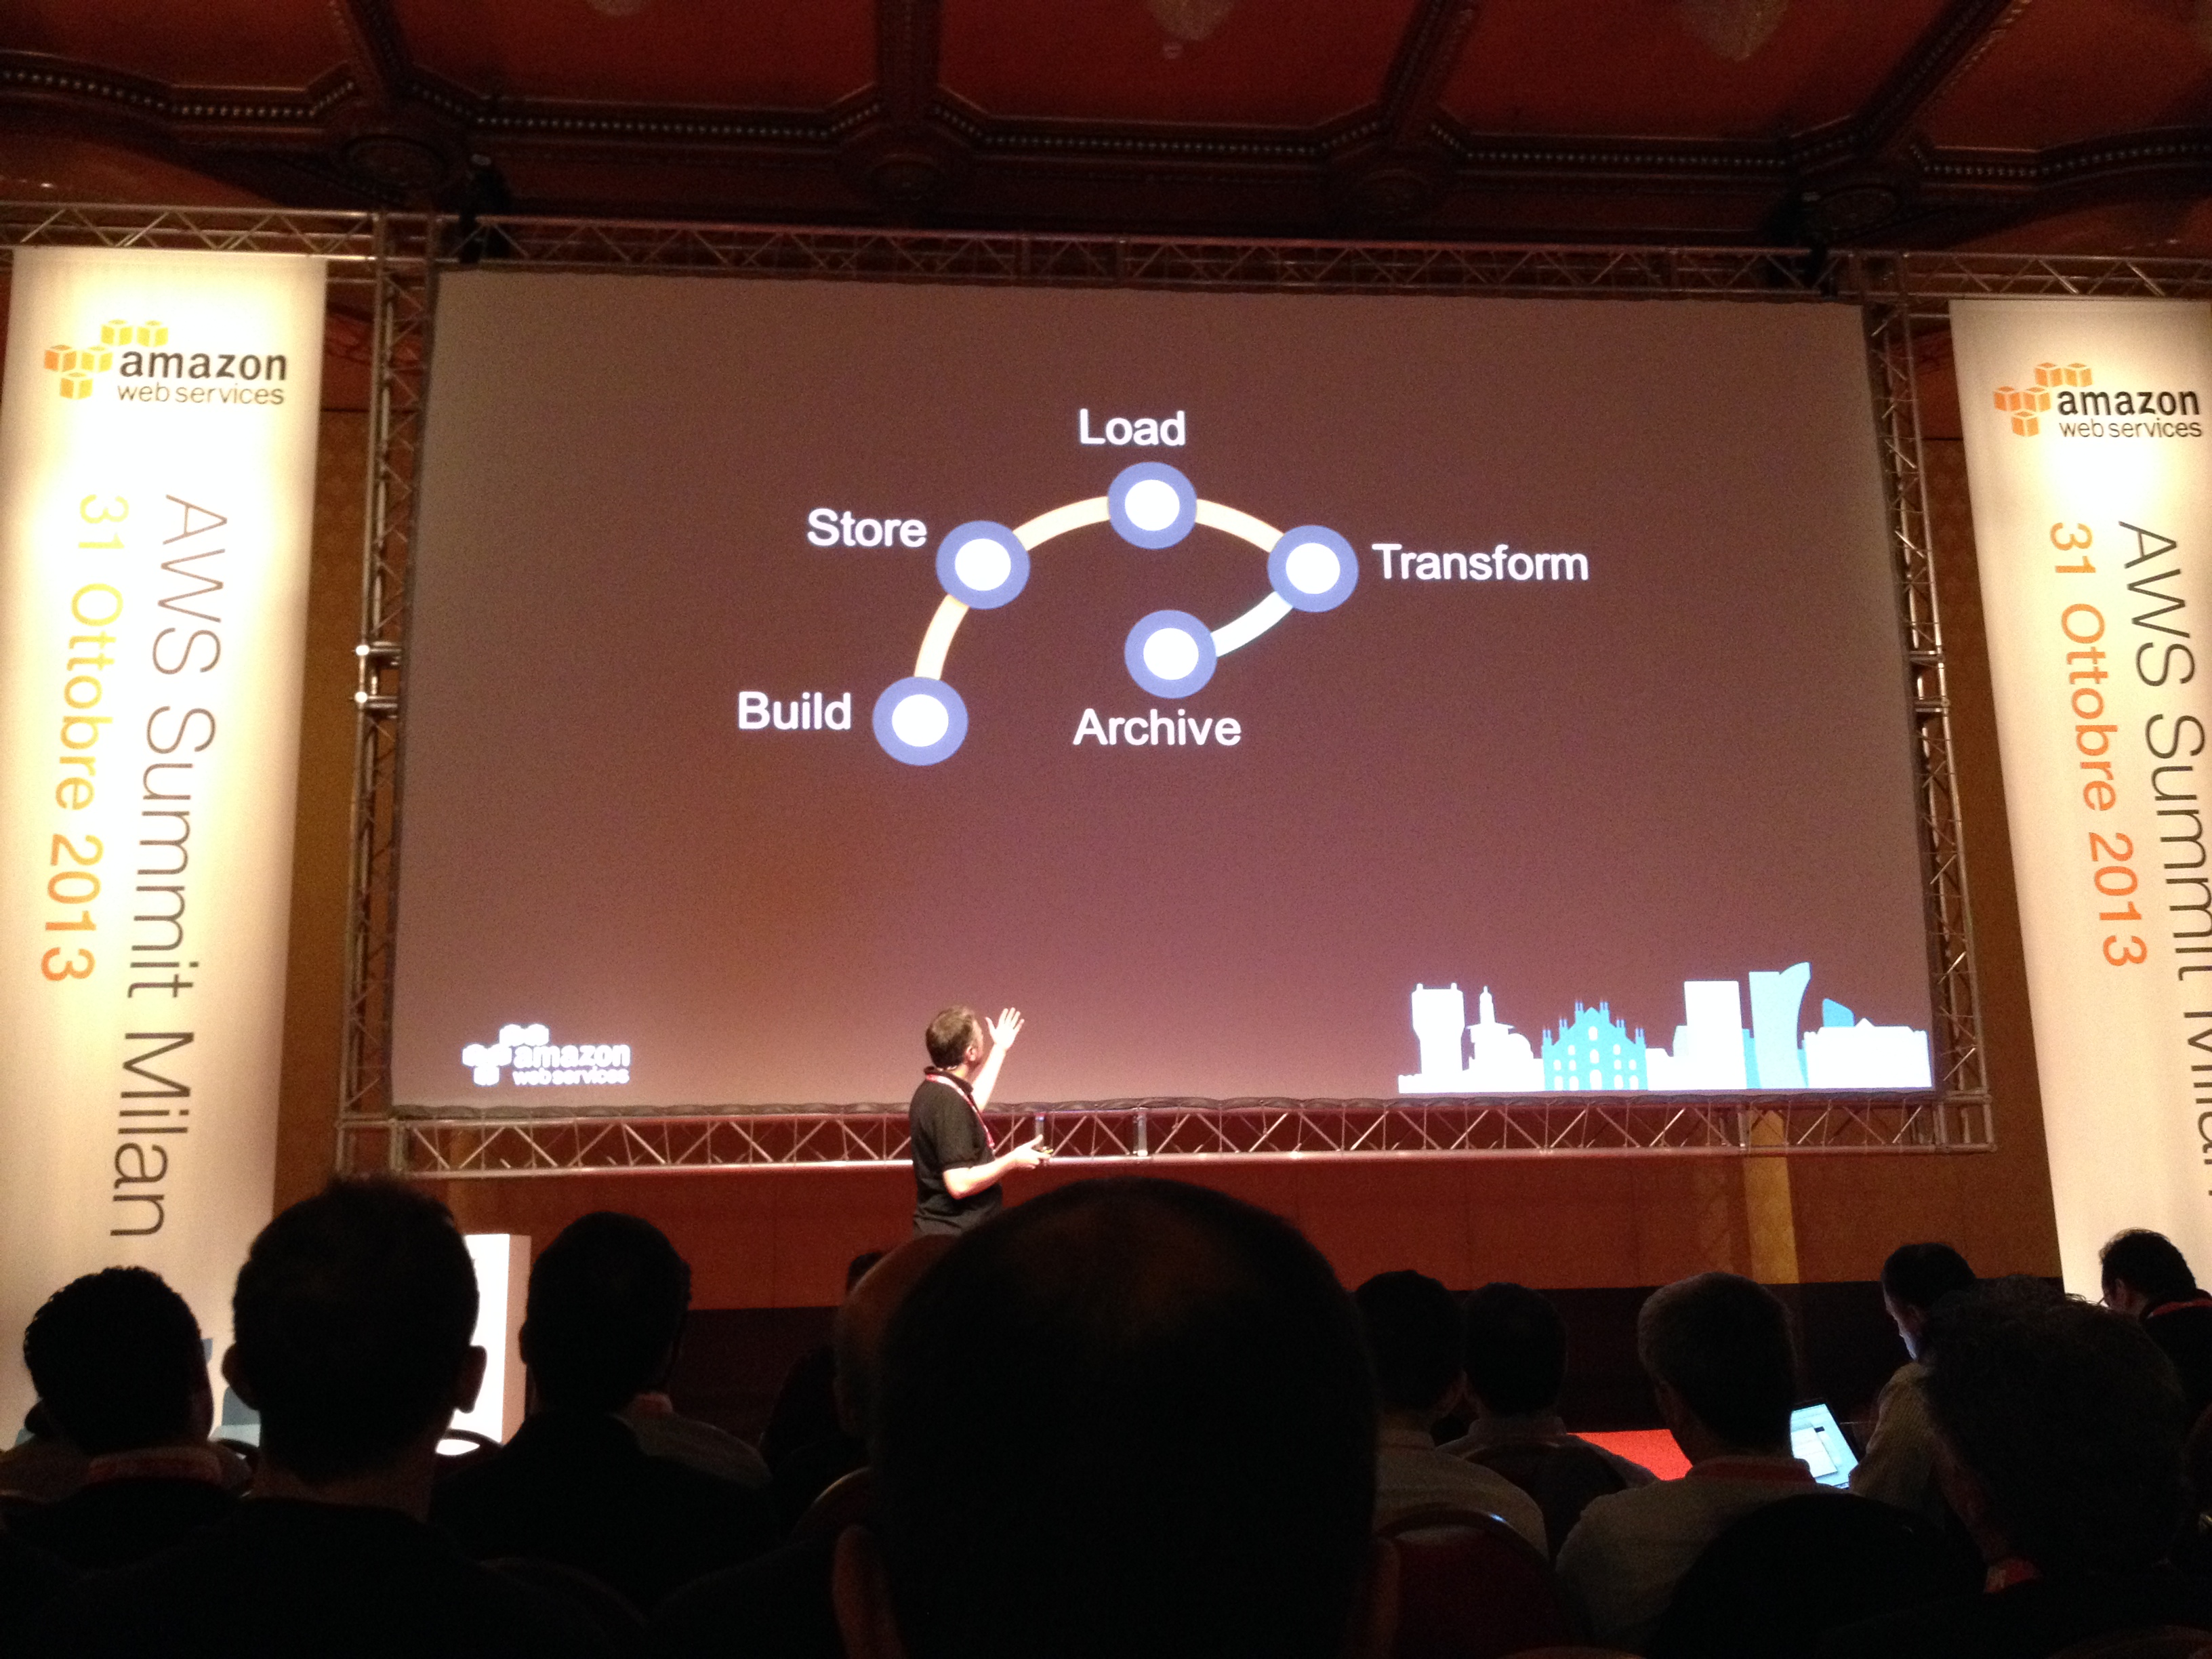 amazon
web services
AWS Summit Milan
31 Ottobre 2013
Load
Store
Transform
Build
Archive
amazon
web services
amazon
web services
AWS Summit Milan
31 Ottobre 2013